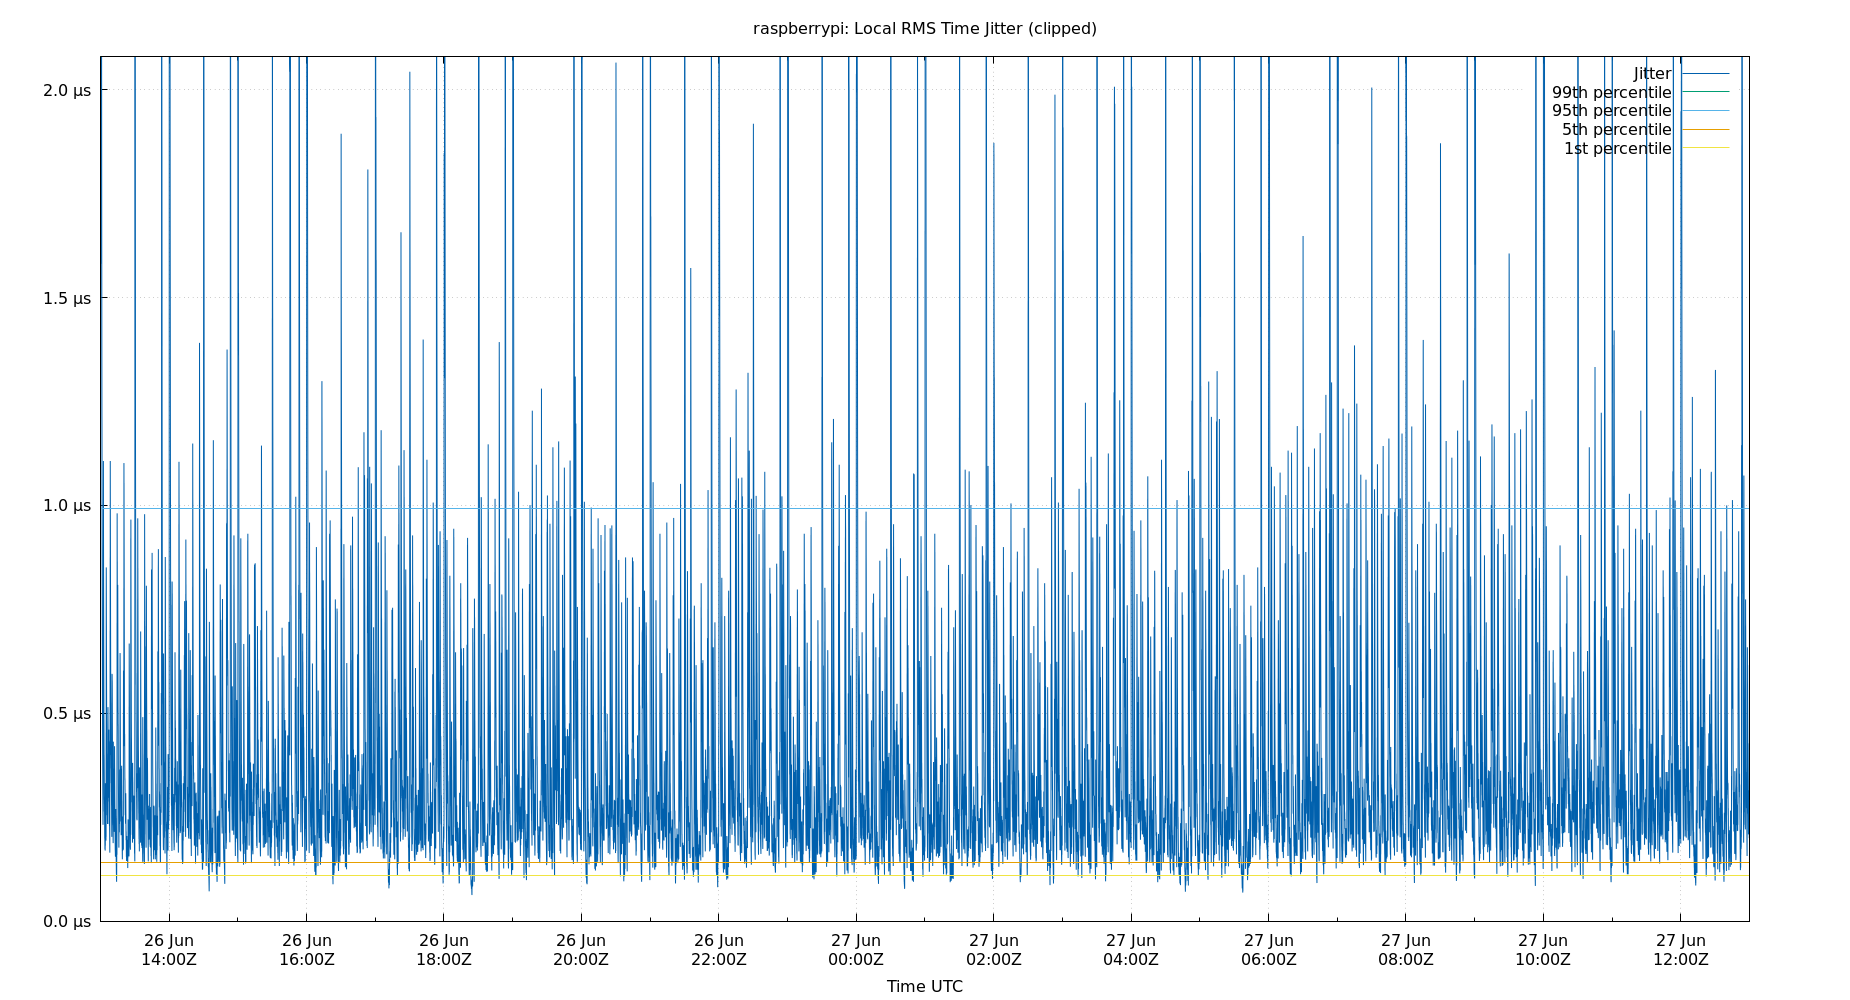 raspberrypi: Local RMS Time Jitter (clipped)
Jitter
99th percentile
95th percentile
5th percentile
1st percentile
2.0 µs
1.5 µs
1.0 µs
0.5 µs
0.0 µs
26 Jun 26 Jun 26 Jun 26 Jun 26 Jun 27 Jun 27 Jun 27 Jun 27 Jun 27 Jun 27 Jun 27 Jun
14:00Z 16:00Z 18:00Z 20:00Z 22:00Z 00:00Z 02:00Z 04:00Z 06:00Z 08:00Z 10:00Z 12:00Z
Time UTC